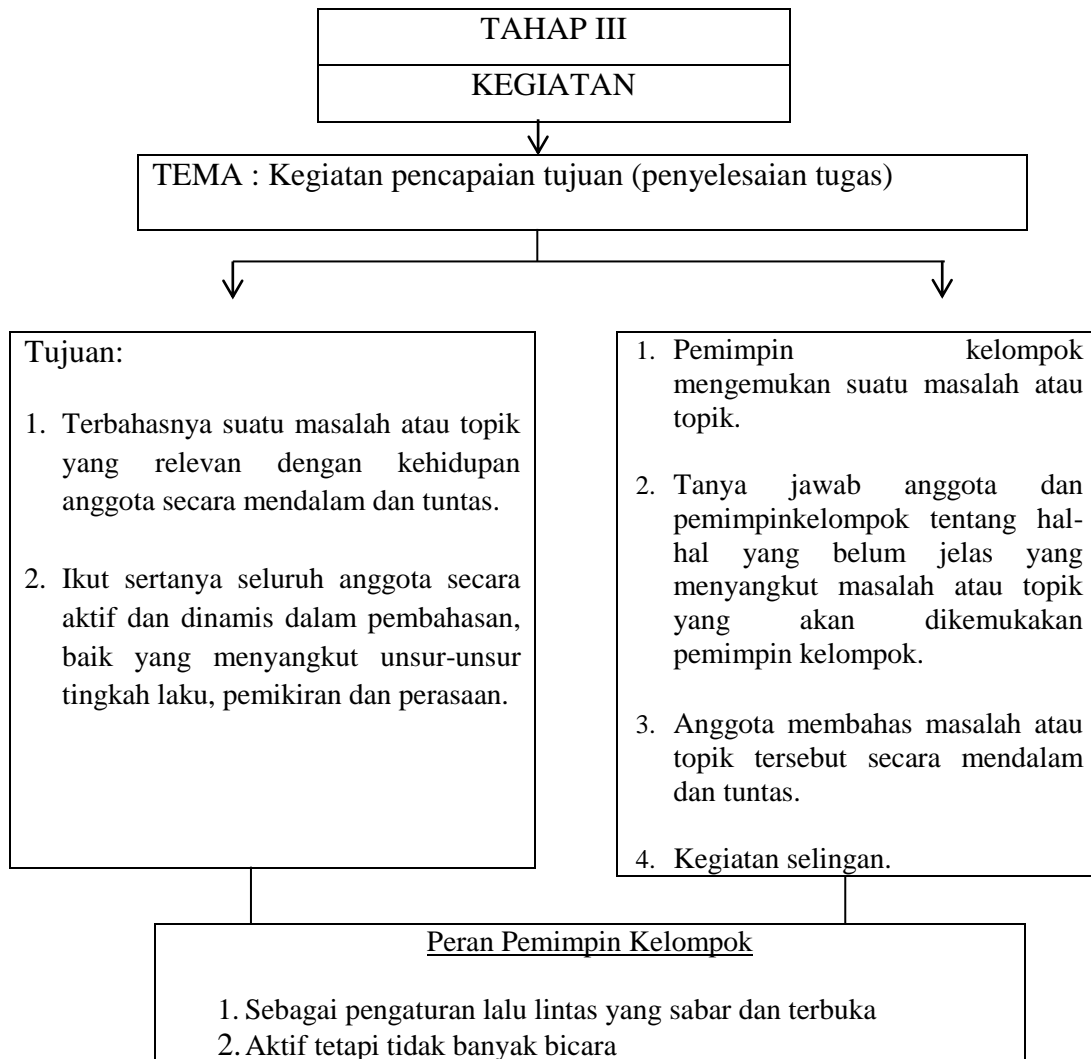 TAHAP III
KEGIATAN
TEMA : Kegiatan pencapaian tujuan (penyelesaian tugas)
Tujuan:
1. Terbahasnya suatu masalah atau topik
yang relevan dengan kehidupan
anggota secara mendalam dan tuntas.
2. Ikut sertanya seluruh anggota secara
aktif dan dinamis dalam pembahasan,
baik yang menyangkut unsur-unsur
tingkah laku, pemikiran dan perasaan.
1. Pemimpin kelompok
mengemukan suatu masalah atau
topik.
2. Tanya jawab anggota dan
pemimpinkelompok tentang hal-
hal yang belum jelas yang
menyangkut masalah atau topik
yang akan dikemukakan
pemimpin kelompok.
3. Anggota membahas masalah atau
topik tersebut secara mendalam
dan tuntas.
4. Kegiatan selingan.
Peran Pemimpin Kelompok
1. Sebagai pengaturan lalu lintas yang sabar dan terbuka
2. Aktif tetapi tidak banyak bicara